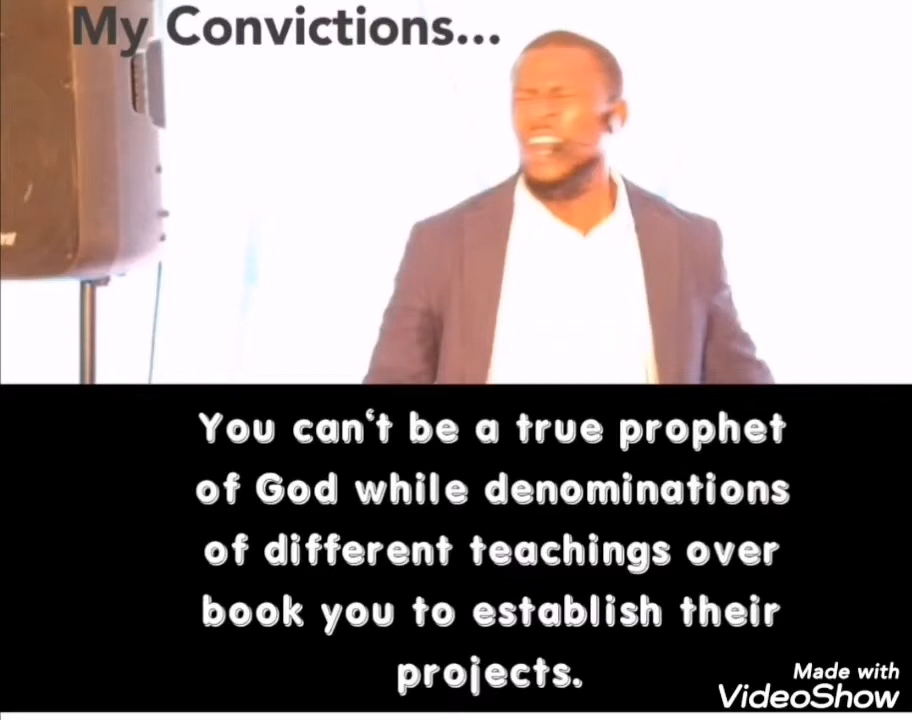 My Convictions...
You can't be a true prophet
of God while denominations
of different teachings over
book you to establish their
projects.
Made with
VideoShow